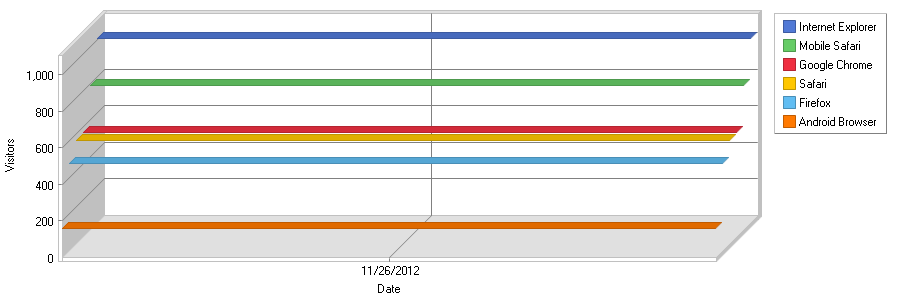 Visitors
1,000
800
600
400
200
0
11/26/2012
Date
Internet Explorer
Mobile Safari
Google Chrome
Safari
Firefox
Android Browser